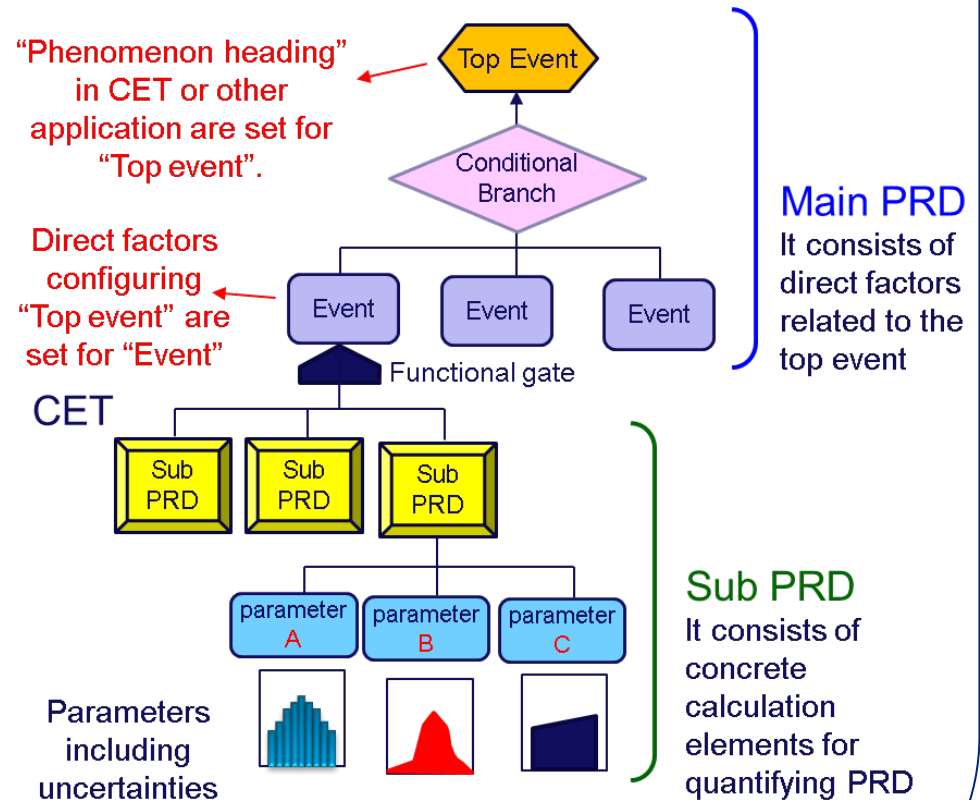 Top Event
“Phenomenon heading”
in CET or other
application are set for
“Top event”.
Conditional
Branch
Main PRD
It consists of
direct factors
related to the
top event
Direct factors
configuring
“Top event” are
set for “Event”
Event
Event
Event
Functional gate
CET
Sub
PRD
Sub
PRD
Sub
PRD
Sub PRD
It consists of
concrete
calculation
elements for
quantifying PRD
parameter
A
parameter
B
parameter
C
Parameters
including
uncertainties